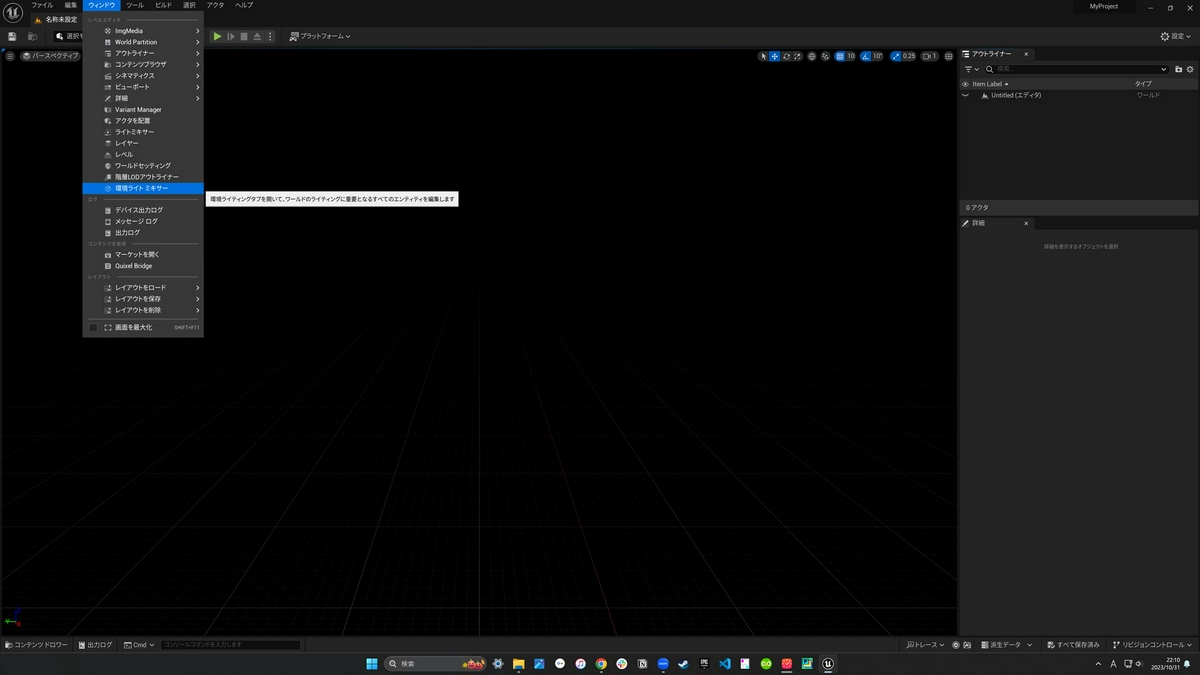 ファイル 編集 ウィンドウ ツール ビルド 選択 アクタ ヘルプ
MyProject
名称未設定
選択モ
プラットフォーム
設定
パースペクティブ
10 10° 0.25 1
レベルエディタ
ImgMedia
World Partition
アウトライナー
コンテンツブラウザ
シネマティクス
ビューポート
詳細
Variant Manager
アクタを配置
ライトミキサー
レイヤー
レベル
ワールドセッティング
階層LODアウトライナー
環境ライト ミキサー
環境ライティングタブを開いて、ワールドのライティングに重要となるすべてのエンティティを編集します
ログ
デバイス出力ログ
メッセージ ログ
出力ログ
コンテンツを取得
マーケットを開く
Quixel Bridge
レイアウト
レイアウトをロード
レイアウトを保存
レイアウトを削除
画面を最大化 SHIFT+F11
アウトライナー
検索...
Item Label タイプ
Untitled (エディタ) ワールド
0 アクタ
詳細
詳細を表示するオブジェクトを選択
コンテンツドロワー 出力ログ Cmd コンソールコマンドを入力します
トレース 派生データ すべて保存済み リビジョンコントロール
検索
A
22:10
2023/10/31